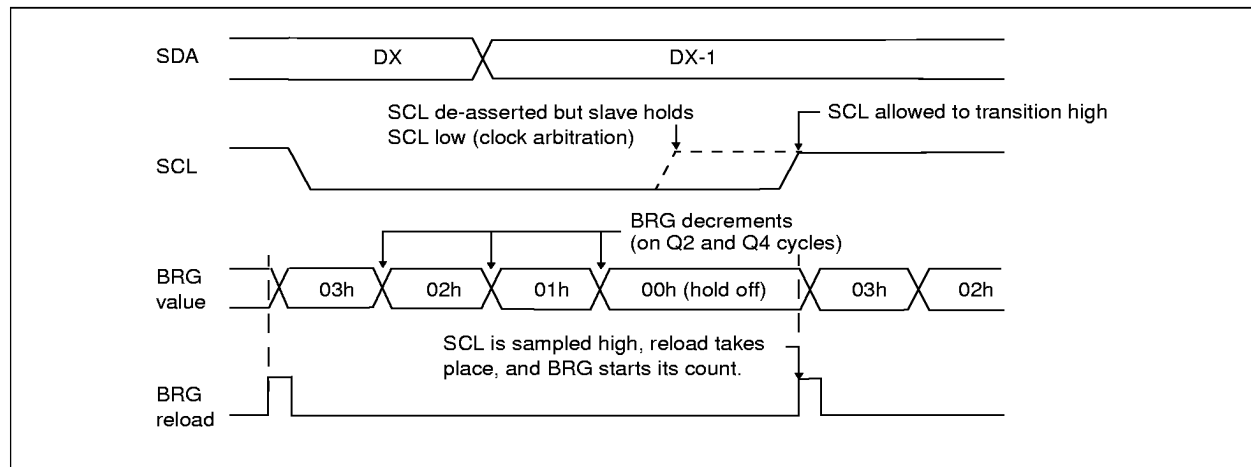 SDA
DX
DX-1
SCL de-asserted but slave holds
SCL low (clock arbitration)
SCL allowed to transition high
SCL
BRG decrements
(on Q2 and Q4 cycles)
BRG
value
03h
02h
01h
00h (hold off)
03h
02h
SCL is sampled high, reload takes
place, and BRG starts its count.
BRG
reload